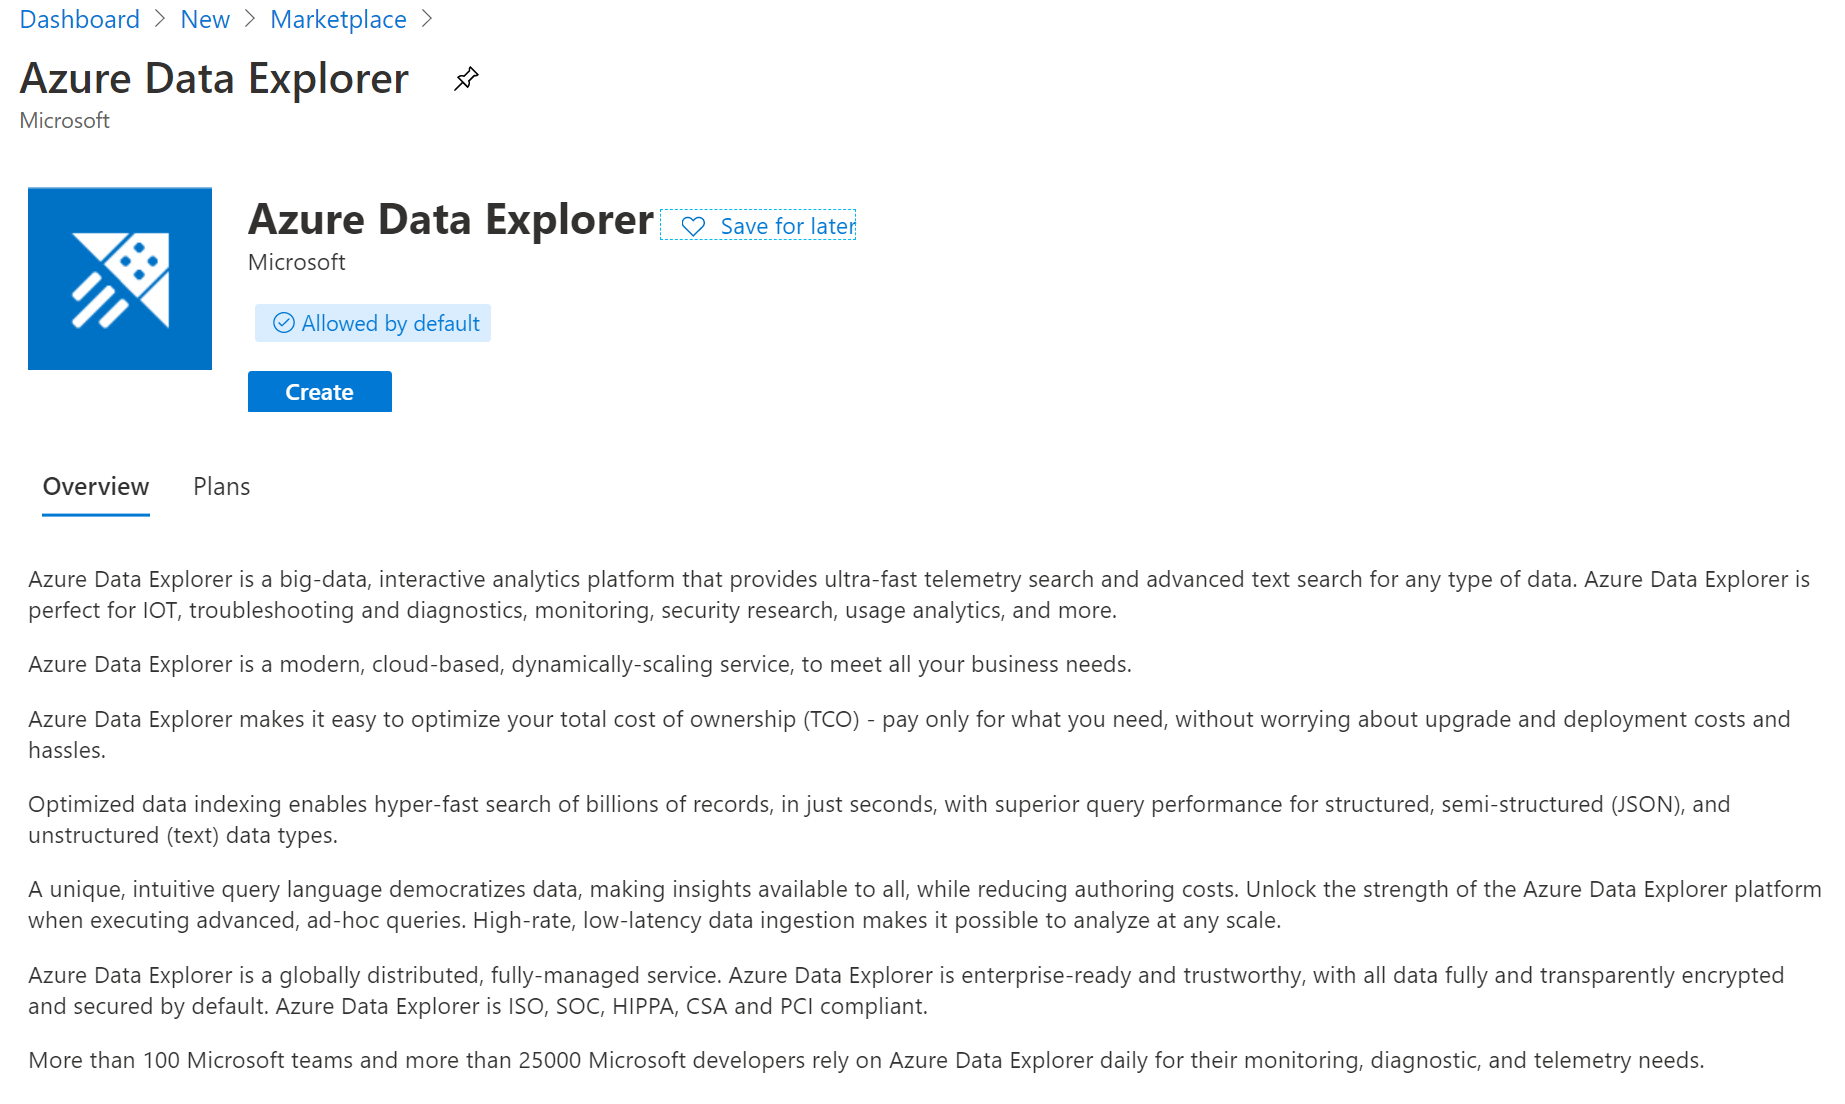 Dashboard > New > Marketplace >
Azure Data Explorer
Microsoft
Azure Data Explorer
Save for later
Microsoft
Allowed by default
Create
Overview Plans
Azure Data Explorer is a big-data, interactive analytics platform that provides ultra-fast telemetry search and advanced text search for any type of data. Azure Data Explorer is
perfect for IOT, troubleshooting and diagnostics, monitoring, security research, usage analytics, and more.
Azure Data Explorer is a modern, cloud-based, dynamically-scaling service, to meet all your business needs.
Azure Data Explorer makes it easy to optimize your total cost of ownership (TCO) - pay only for what you need, without worrying about upgrade and deployment costs and
hassles.
Optimized data indexing enables hyper-fast search of billions of records, in just seconds, with superior query performance for structured, semi-structured (JSON), and
unstructured (text) data types.
A unique, intuitive query language democratizes data, making insights available to all, while reducing authoring costs. Unlock the strength of the Azure Data Explorer platform
when executing advanced, ad-hoc queries. High-rate, low-latency data ingestion makes it possible to analyze at any scale.
Azure Data Explorer is a globally distributed, fully-managed service. Azure Data Explorer is enterprise-ready and trustworthy, with all data fully and transparently encrypted
and secured by default. Azure Data Explorer is ISO, SOC, HIPPA, CSA and PCI compliant.
More than 100 Microsoft teams and more than 25000 Microsoft developers rely on Azure Data Explorer daily for their monitoring, diagnostic, and telemetry needs.